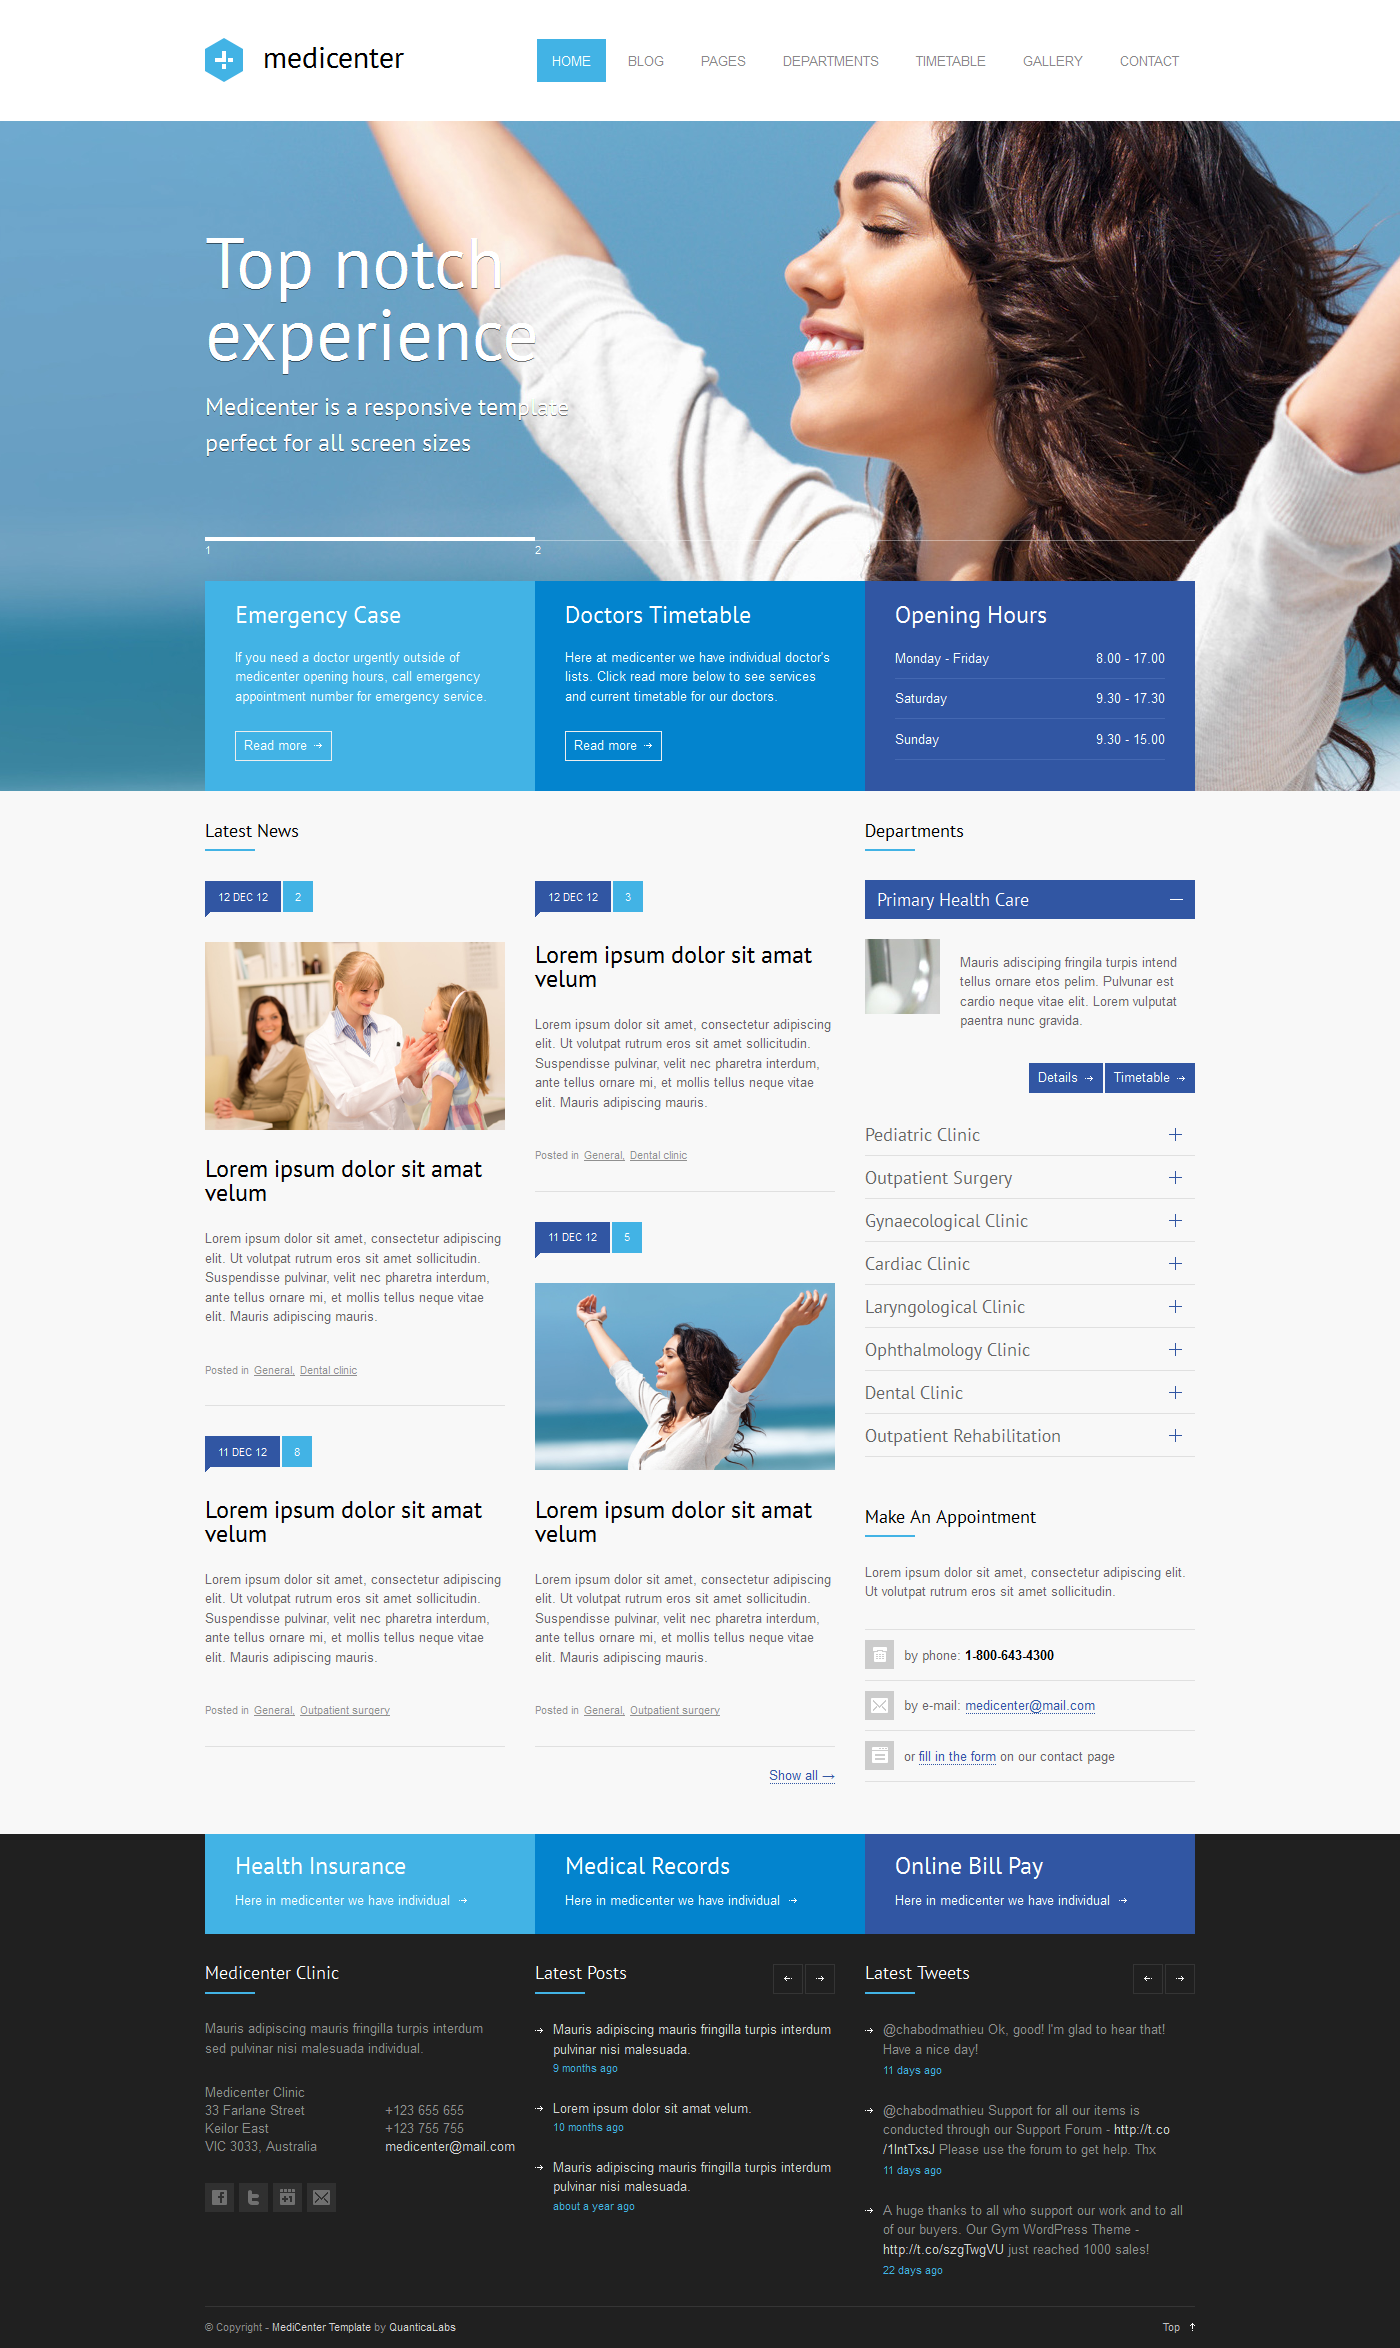 medicenter
HOME BLOG PAGES DEPARTMENTS TIMETABLE GALLERY CONTACT
Top notch
experience
Medicenter is a responsive template
perfect for all screen sizes
1 2
Emergency Case
If you need a doctor urgently outside of
medicenter opening hours, call emergency
appointment number for emergency service.
Read more
Doctors Timetable
Here at medicenter we have individual doctor's
lists. Click read more below to see services
and current timetable for our doctors.
Read more
Opening Hours
Monday - Friday 8.00 - 17.00
Saturday 9.30 - 17.30
Sunday 9.30 - 15.00
Latest News
12 DEC 12 2
Lorem ipsum dolor sit amat
velum
Lorem ipsum dolor sit amet, consectetur adipiscing
elit. Ut volutpat rutrum eros sit amet sollicitudin.
Suspendisse pulvinar, velit nec pharetra interdum,
ante tellus ornare mi, et mollis tellus neque vitae
elit. Mauris adipiscing mauris.
Posted in General, Dental clinic
11 DEC 12 8
Lorem ipsum dolor sit amat
velum
Lorem ipsum dolor sit amet, consectetur adipiscing
elit. Ut volutpat rutrum eros sit amet sollicitudin.
Suspendisse pulvinar, velit nec pharetra interdum,
ante tellus ornare mi, et mollis tellus neque vitae
elit. Mauris adipiscing mauris.
Posted in General, Outpatient surgery
12 DEC 12 3
Lorem ipsum dolor sit amat
velum
Lorem ipsum dolor sit amet, consectetur adipiscing
elit. Ut volutpat rutrum eros sit amet sollicitudin.
Suspendisse pulvinar, velit nec pharetra interdum,
ante tellus ornare mi, et mollis tellus neque vitae
elit. Mauris adipiscing mauris.
Posted in General, Dental clinic
11 DEC 12 5
Lorem ipsum dolor sit amat
velum
Lorem ipsum dolor sit amet, consectetur adipiscing
elit. Ut volutpat rutrum eros sit amet sollicitudin.
Suspendisse pulvinar, velit nec pharetra interdum,
ante tellus ornare mi, et mollis tellus neque vitae
elit. Mauris adipiscing mauris.
Posted in General, Outpatient surgery
Show all →
Departments
Primary Health Care
Mauris adisciping fringila turpis intend
tellus ornare etos pelim. Pulvunar est
cardio neque vitae elit. Lorem vulputat
paentra nunc gravida.
Details Timetable
Pediatric Clinic
Outpatient Surgery
Gynaecological Clinic
Cardiac Clinic
Laryngological Clinic
Ophthalmology Clinic
Dental Clinic
Outpatient Rehabilitation
Make An Appointment
Lorem ipsum dolor sit amet, consectetur adipiscing elit.
Ut volutpat rutrum eros sit amet sollicitudin.
by phone: 1-800-643-4300
by e-mail: medicenter@mail.com
or fill in the form on our contact page
Health Insurance
Here in medicenter we have individual
Medical Records
Here in medicenter we have individual
Online Bill Pay
Here in medicenter we have individual
Medicenter Clinic
Mauris adipiscing mauris fringilla turpis interdum
sed pulvinar nisi malesuada individual.
Medicenter Clinic
33 Farlane Street +123 655 655
Keilor East +123 755 755
VIC 3033, Australia medicenter@mail.com
Latest Posts
Mauris adipiscing mauris fringilla turpis interdum
pulvinar nisi malesuada.
9 months ago
Lorem ipsum dolor sit amat velum.
10 months ago
Mauris adipiscing mauris fringilla turpis interdum
pulvinar nisi malesuada.
about a year ago
Latest Tweets
@chabodmathieu Ok, good! I'm glad to hear that!
Have a nice day!
11 days ago
@chabodmathieu Support for all our items is
conducted through our Support Forum - http://t.co
/1lntTxsJ Please use the forum to get help. Thx
11 days ago
A huge thanks to all who support our work and to all
of our buyers. Our Gym WordPress Theme -
http://t.co/szgTwgVU just reached 1000 sales!
22 days ago
© Copyright - MediCenter Template by QuanticaLabs
Top